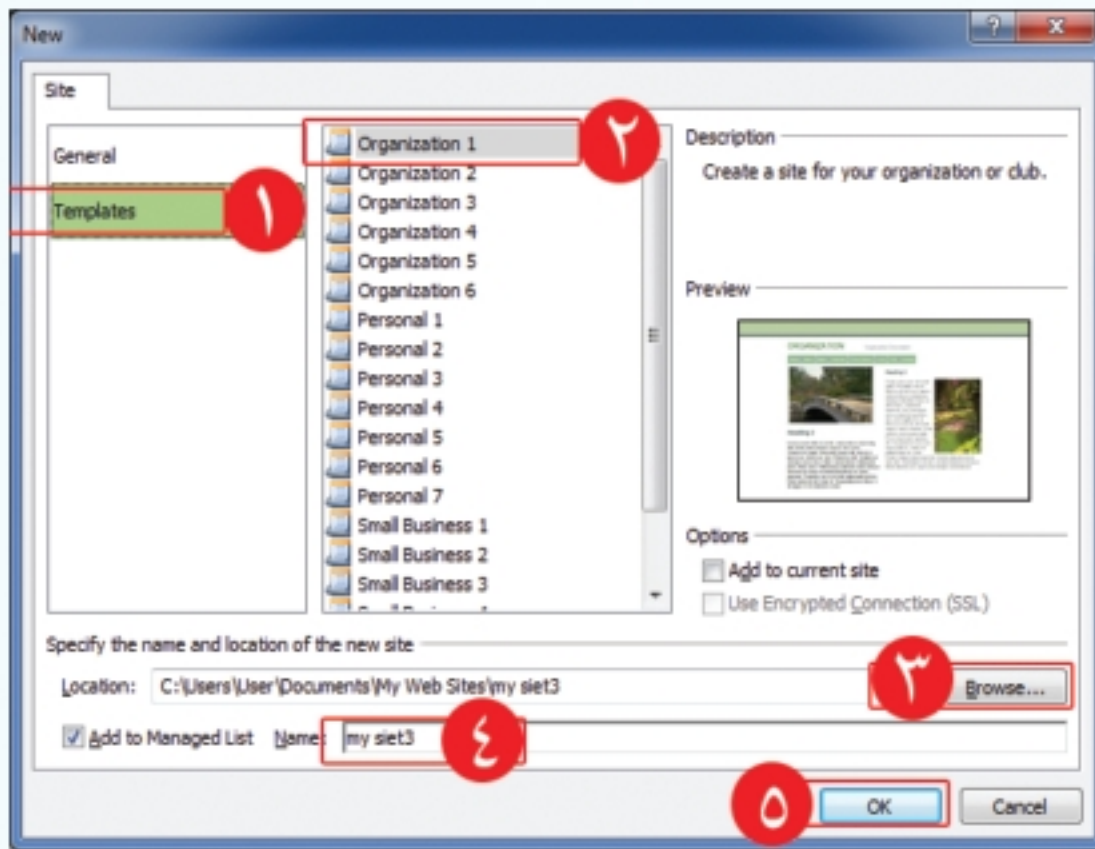 New
Site
General
Templates
١
Organization 1
٢
Organization 2
Organization 3
Organization 4
Organization 5
Organization 6
Personal 1
Personal 2
Personal 3
Personal 4
Personal 5
Personal 6
Personal 7
Small Business 1
Small Business 2
Small Business 3
Description
Create a site for your organization or club.
Preview
ORGANIZATION
Options
Add to current site
Use Encrypted Connection (SSL)
Specify the name and location of the new site
Location: C:\Users\User\Documents\My Web Sites\my siet3
٣
Browse...
Add to Managed List Name: my siet3
٤
٥
OK
Cancel